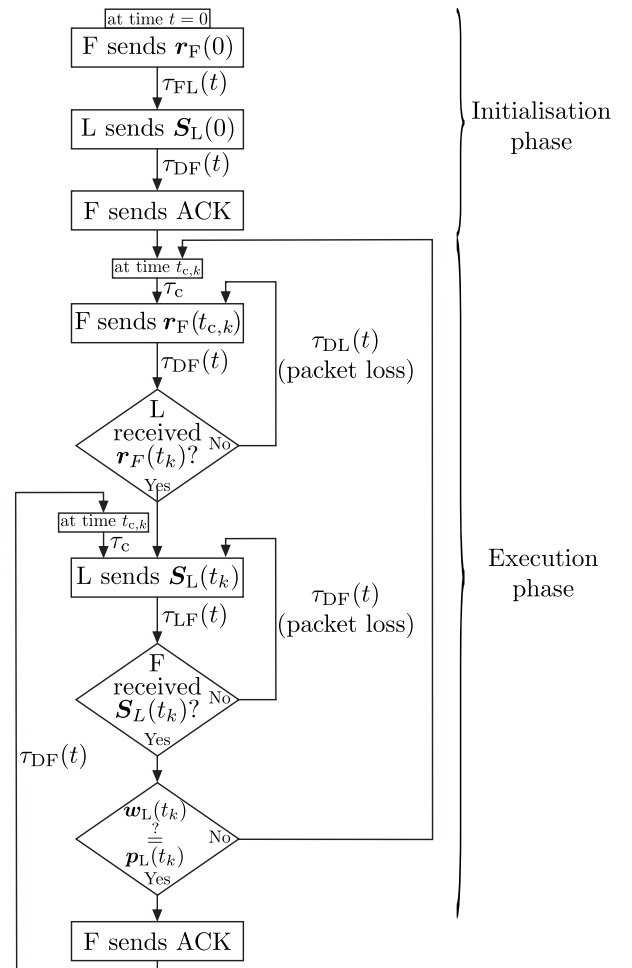 at time t = 0
F sends r_F(0)
τ_FL(t)
L sends S_L(0)
τ_DF(t)
F sends ACK
Initialisation
phase
at time t_c,k
τ_c
F sends r_F(t_c,k)
τ_DF(t)
τ_DL(t)
(packet loss)
L
received
r_F(t_k)?
No
Yes
at time t_c,k
τ_c
L sends S_L(t_k)
τ_LF(t)
τ_DF(t)
(packet loss)
Execution
phase
F
received
S_L(t_k)?
No
Yes
τ_DF(t)
w_L(t_k)
?
=
p_L(t_k)
No
Yes
F sends ACK